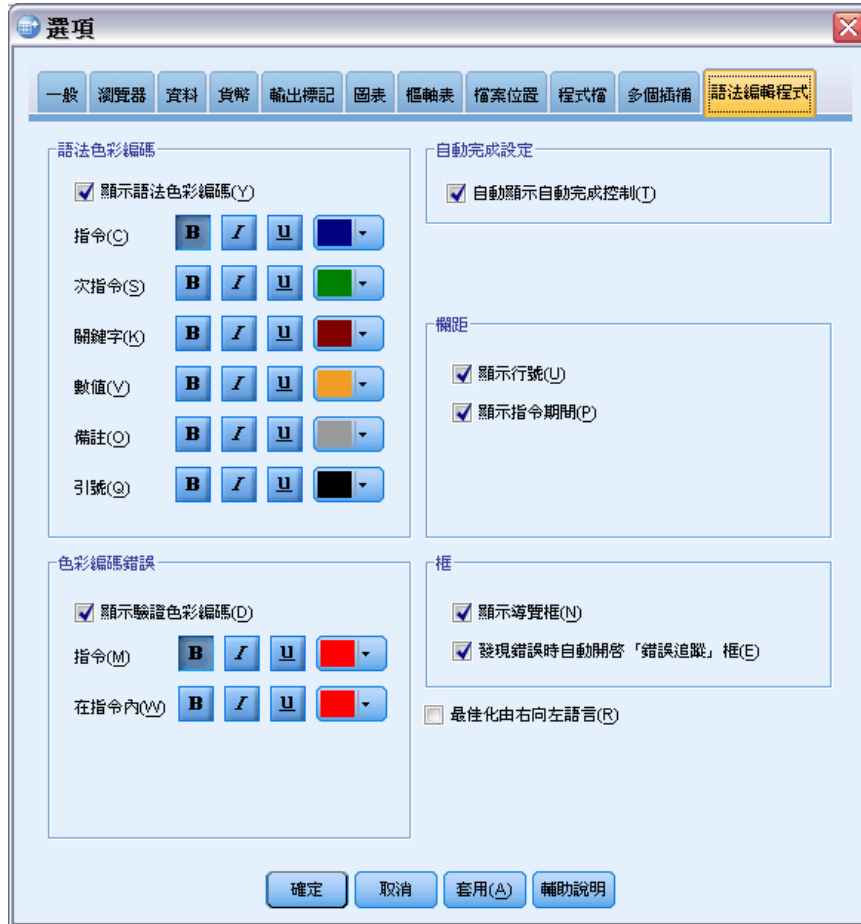 選項
一般 瀏覽器 資料 貨幣 輸出標記 圖表 樞軸表 檔案位置 程式檔 多個插補 語法編輯程式
語法色彩編碼
顯示語法色彩編碼(Y)
指令(C) B I U
次指令(S) B I U
關鍵字(K) B I U
數值(V) B I U
備註(O) B I U
引號(Q) B I U
自動完成設定
自動顯示自動完成控制(T)
欄距
顯示行號(U)
顯示指令期間(P)
色彩編碼錯誤
顯示驗證色彩編碼(D)
指令(M) B I U
在指令內(W) B I U
框
顯示導覽框(N)
發現錯誤時自動開啓「錯誤追蹤」框(E)
最佳化由右向左語言(R)
確定 取消 套用(A) 輔助說明